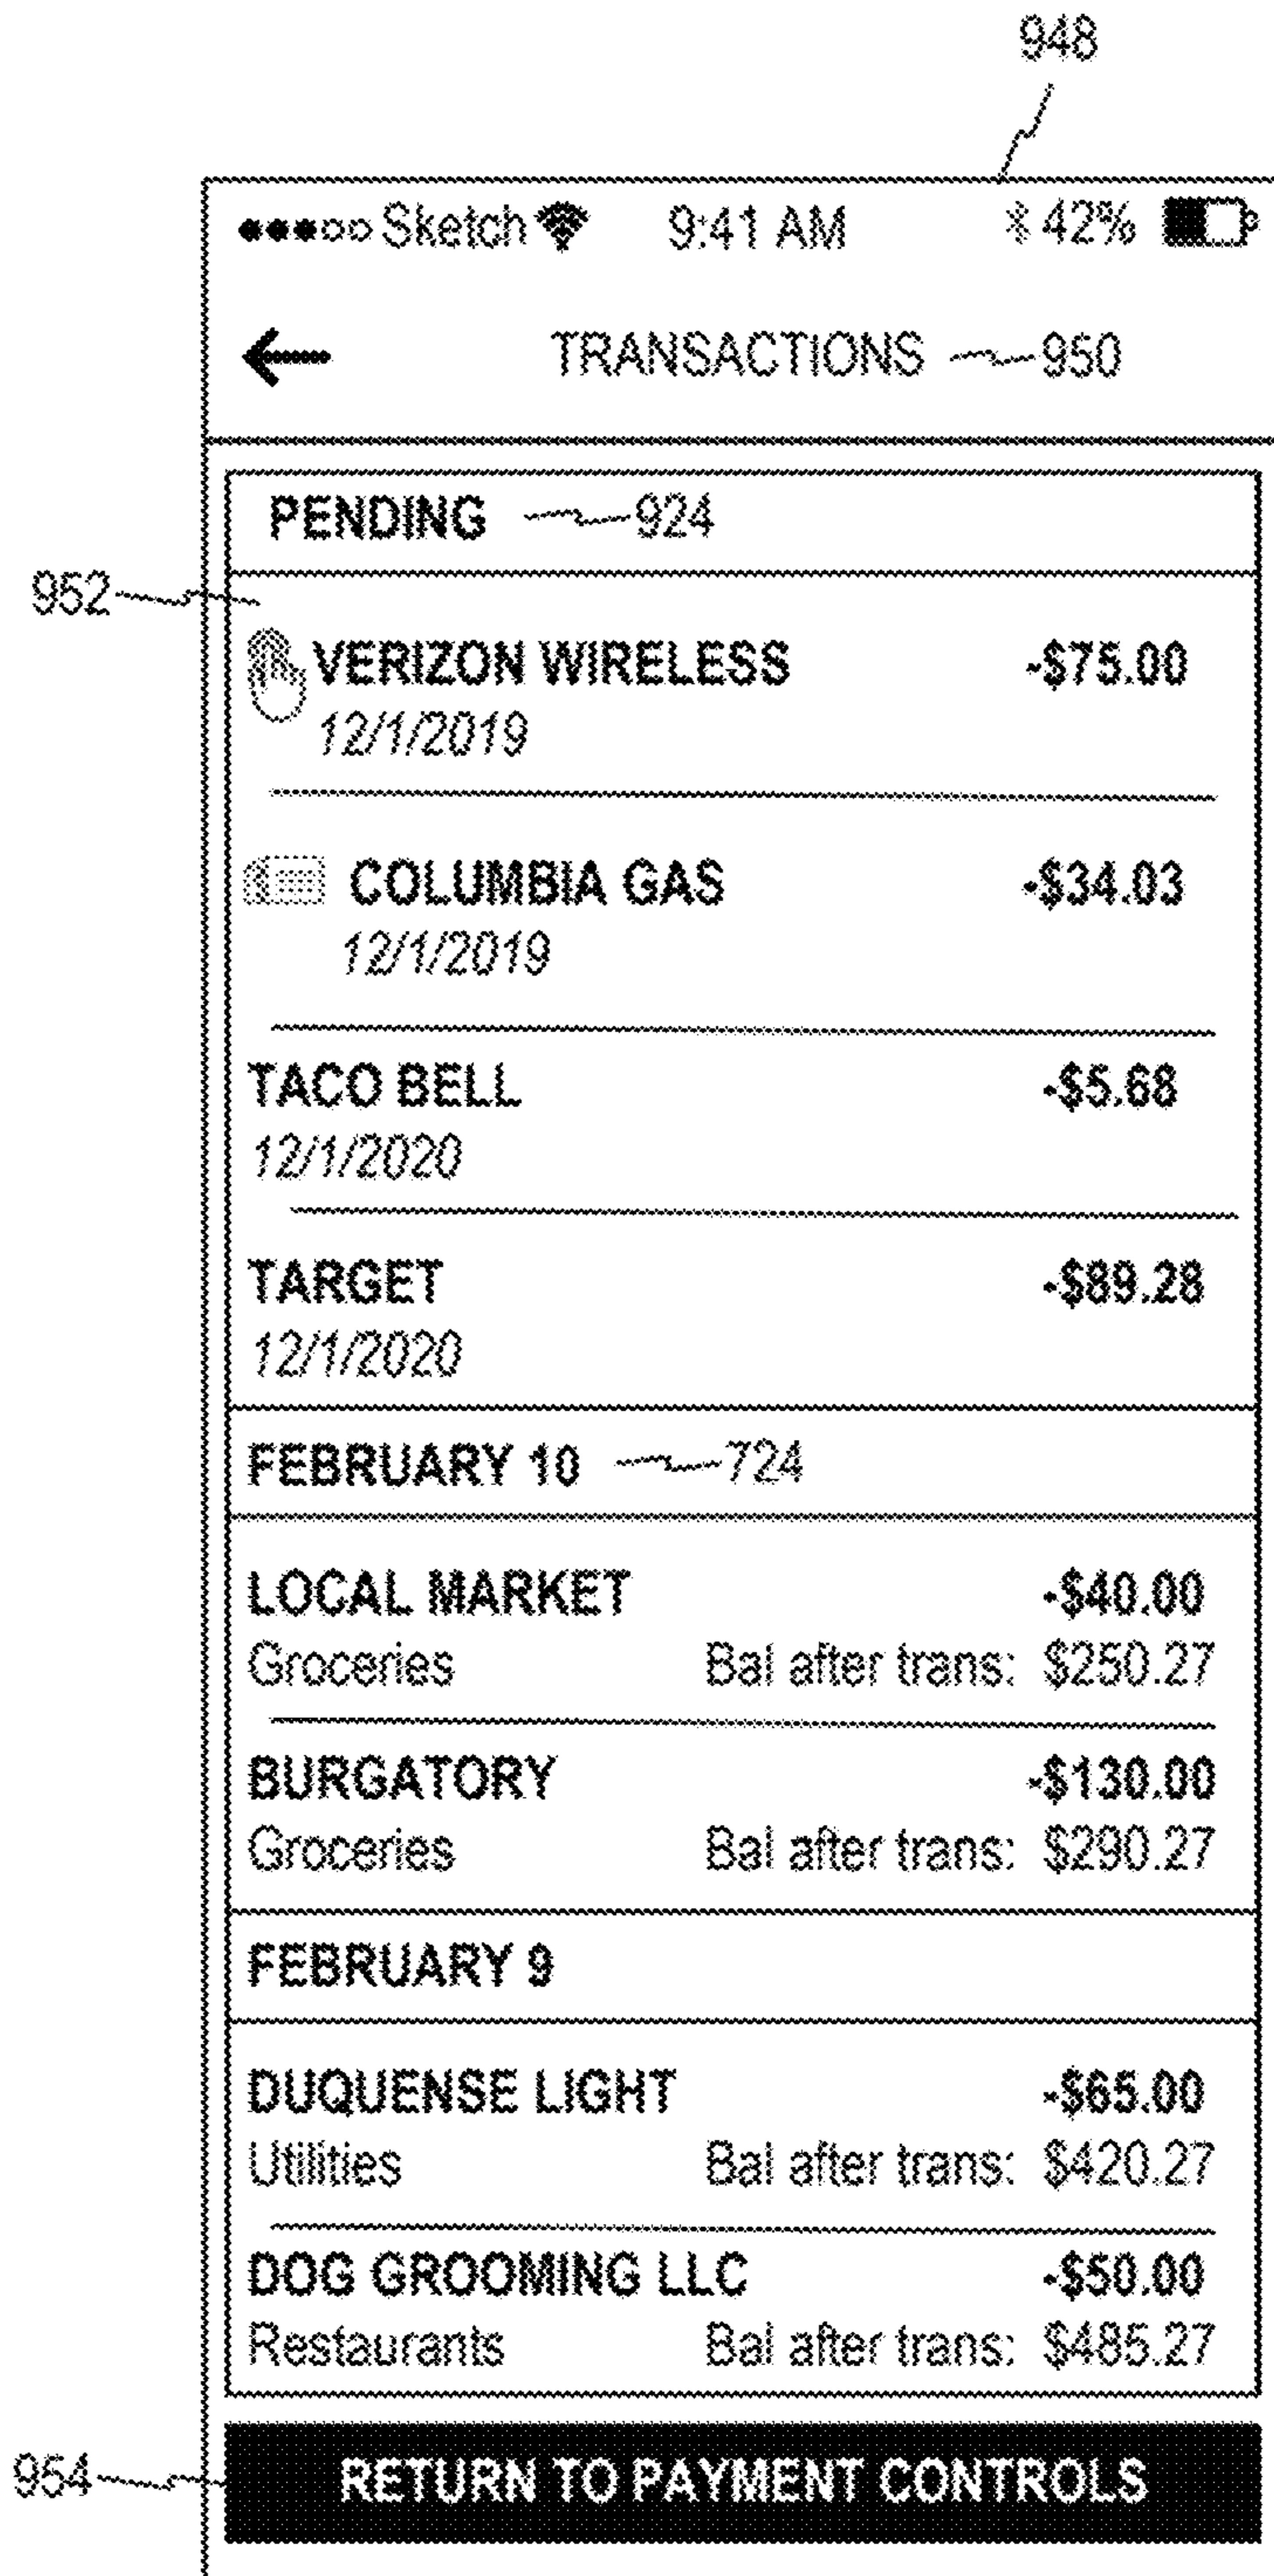 948
Sketch 9:41 AM 42%
TRANSACTIONS 950
PENDING 924
952
VERIZON WIRELESS -$75.00
12/1/2019
COLUMBIA GAS -$34.03
12/1/2019
TACO BELL -$5.68
12/1/2020
TARGET -$89.28
12/1/2020
FEBRUARY 10 724
LOCAL MARKET -$40.00
Groceries Bal after trans: $250.27
BURGATORY -$130.00
Groceries Bal after trans: $290.27
FEBRUARY 9
DUQUENSE LIGHT -$65.00
Utilities Bal after trans: $420.27
DOG GROOMING LLC -$50.00
Restaurants Bal after trans: $485.27
954 RETURN TO PAYMENT CONTROLS